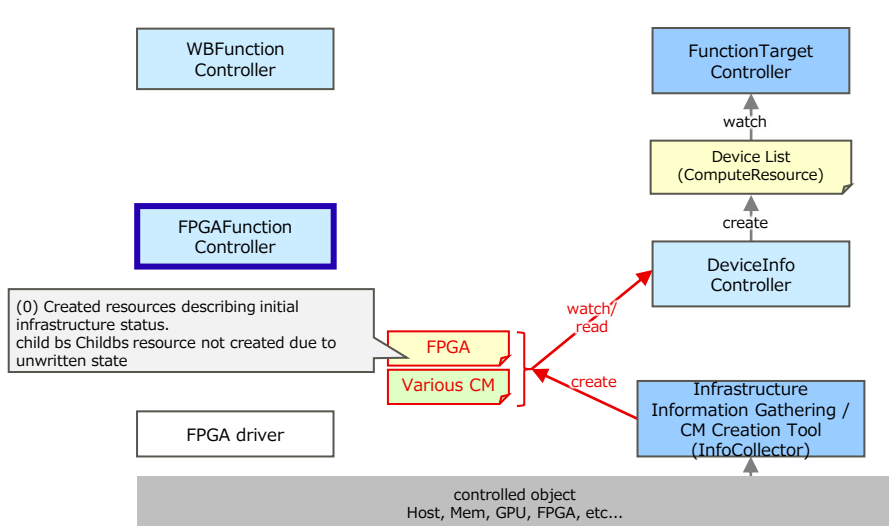 WBFunction
Controller
FunctionTarget
Controller
watch
Device List
(ComputeResource)
create
FPGAFunction
Controller
DeviceInfo
Controller
(0) Created resources describing initial
infrastructure status.
child bs Childbs resource not created due to
unwritten state
watch/
read
FPGA
Various CM
create
Infrastructure
Information Gathering /
CM Creation Tool
(InfoCollector)
FPGA driver
controlled object
Host, Mem, GPU, FPGA, etc...